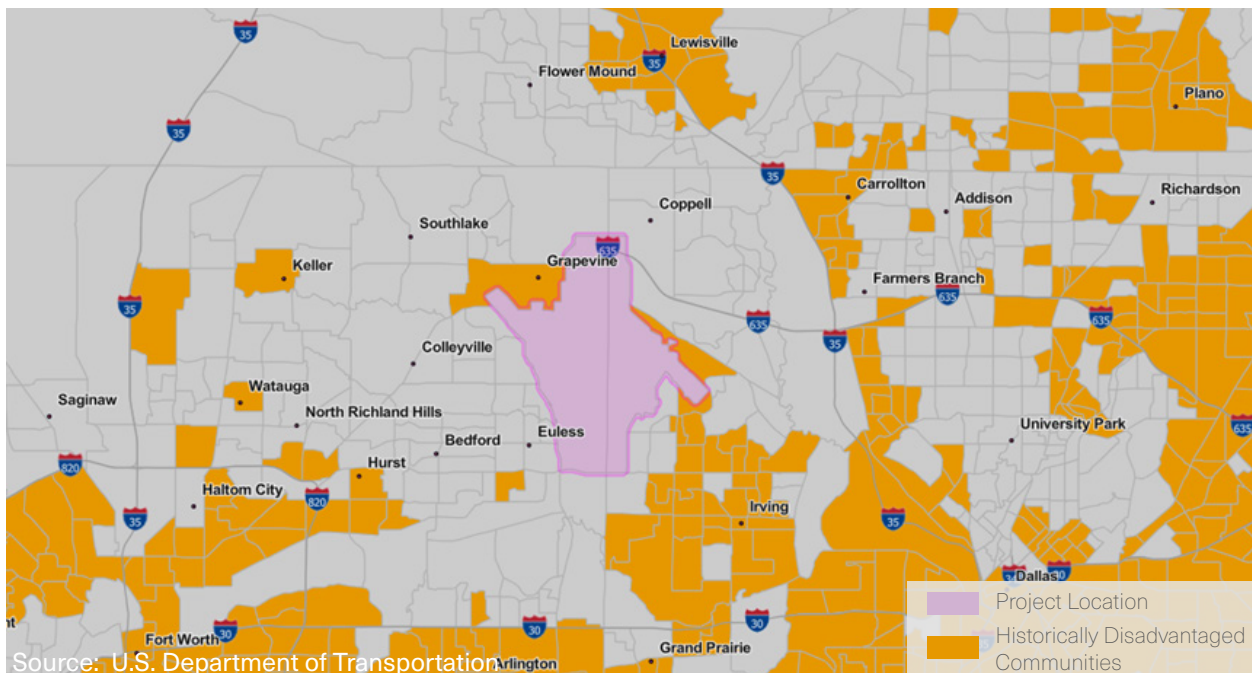 35
Lewisville
35
Flower Mound
Plano
35
35
Carrollton
Richardson
Addison
Coppell
Southlake
635
Grapevine
Keller
Farmers Branch
635
35
635
635
35
Colleyville
Watauga
Saginaw
North Richland Hills
University Park
635
Euless
Bedford
820
Hurst
820
Haltom City
Irving
35
35
Dallas
30
Project Location
30
30
30
Historically Disadvantaged
Communities
Fort Worth
Grand Prairie
Source: U.S. Department of Transportation
Arlington